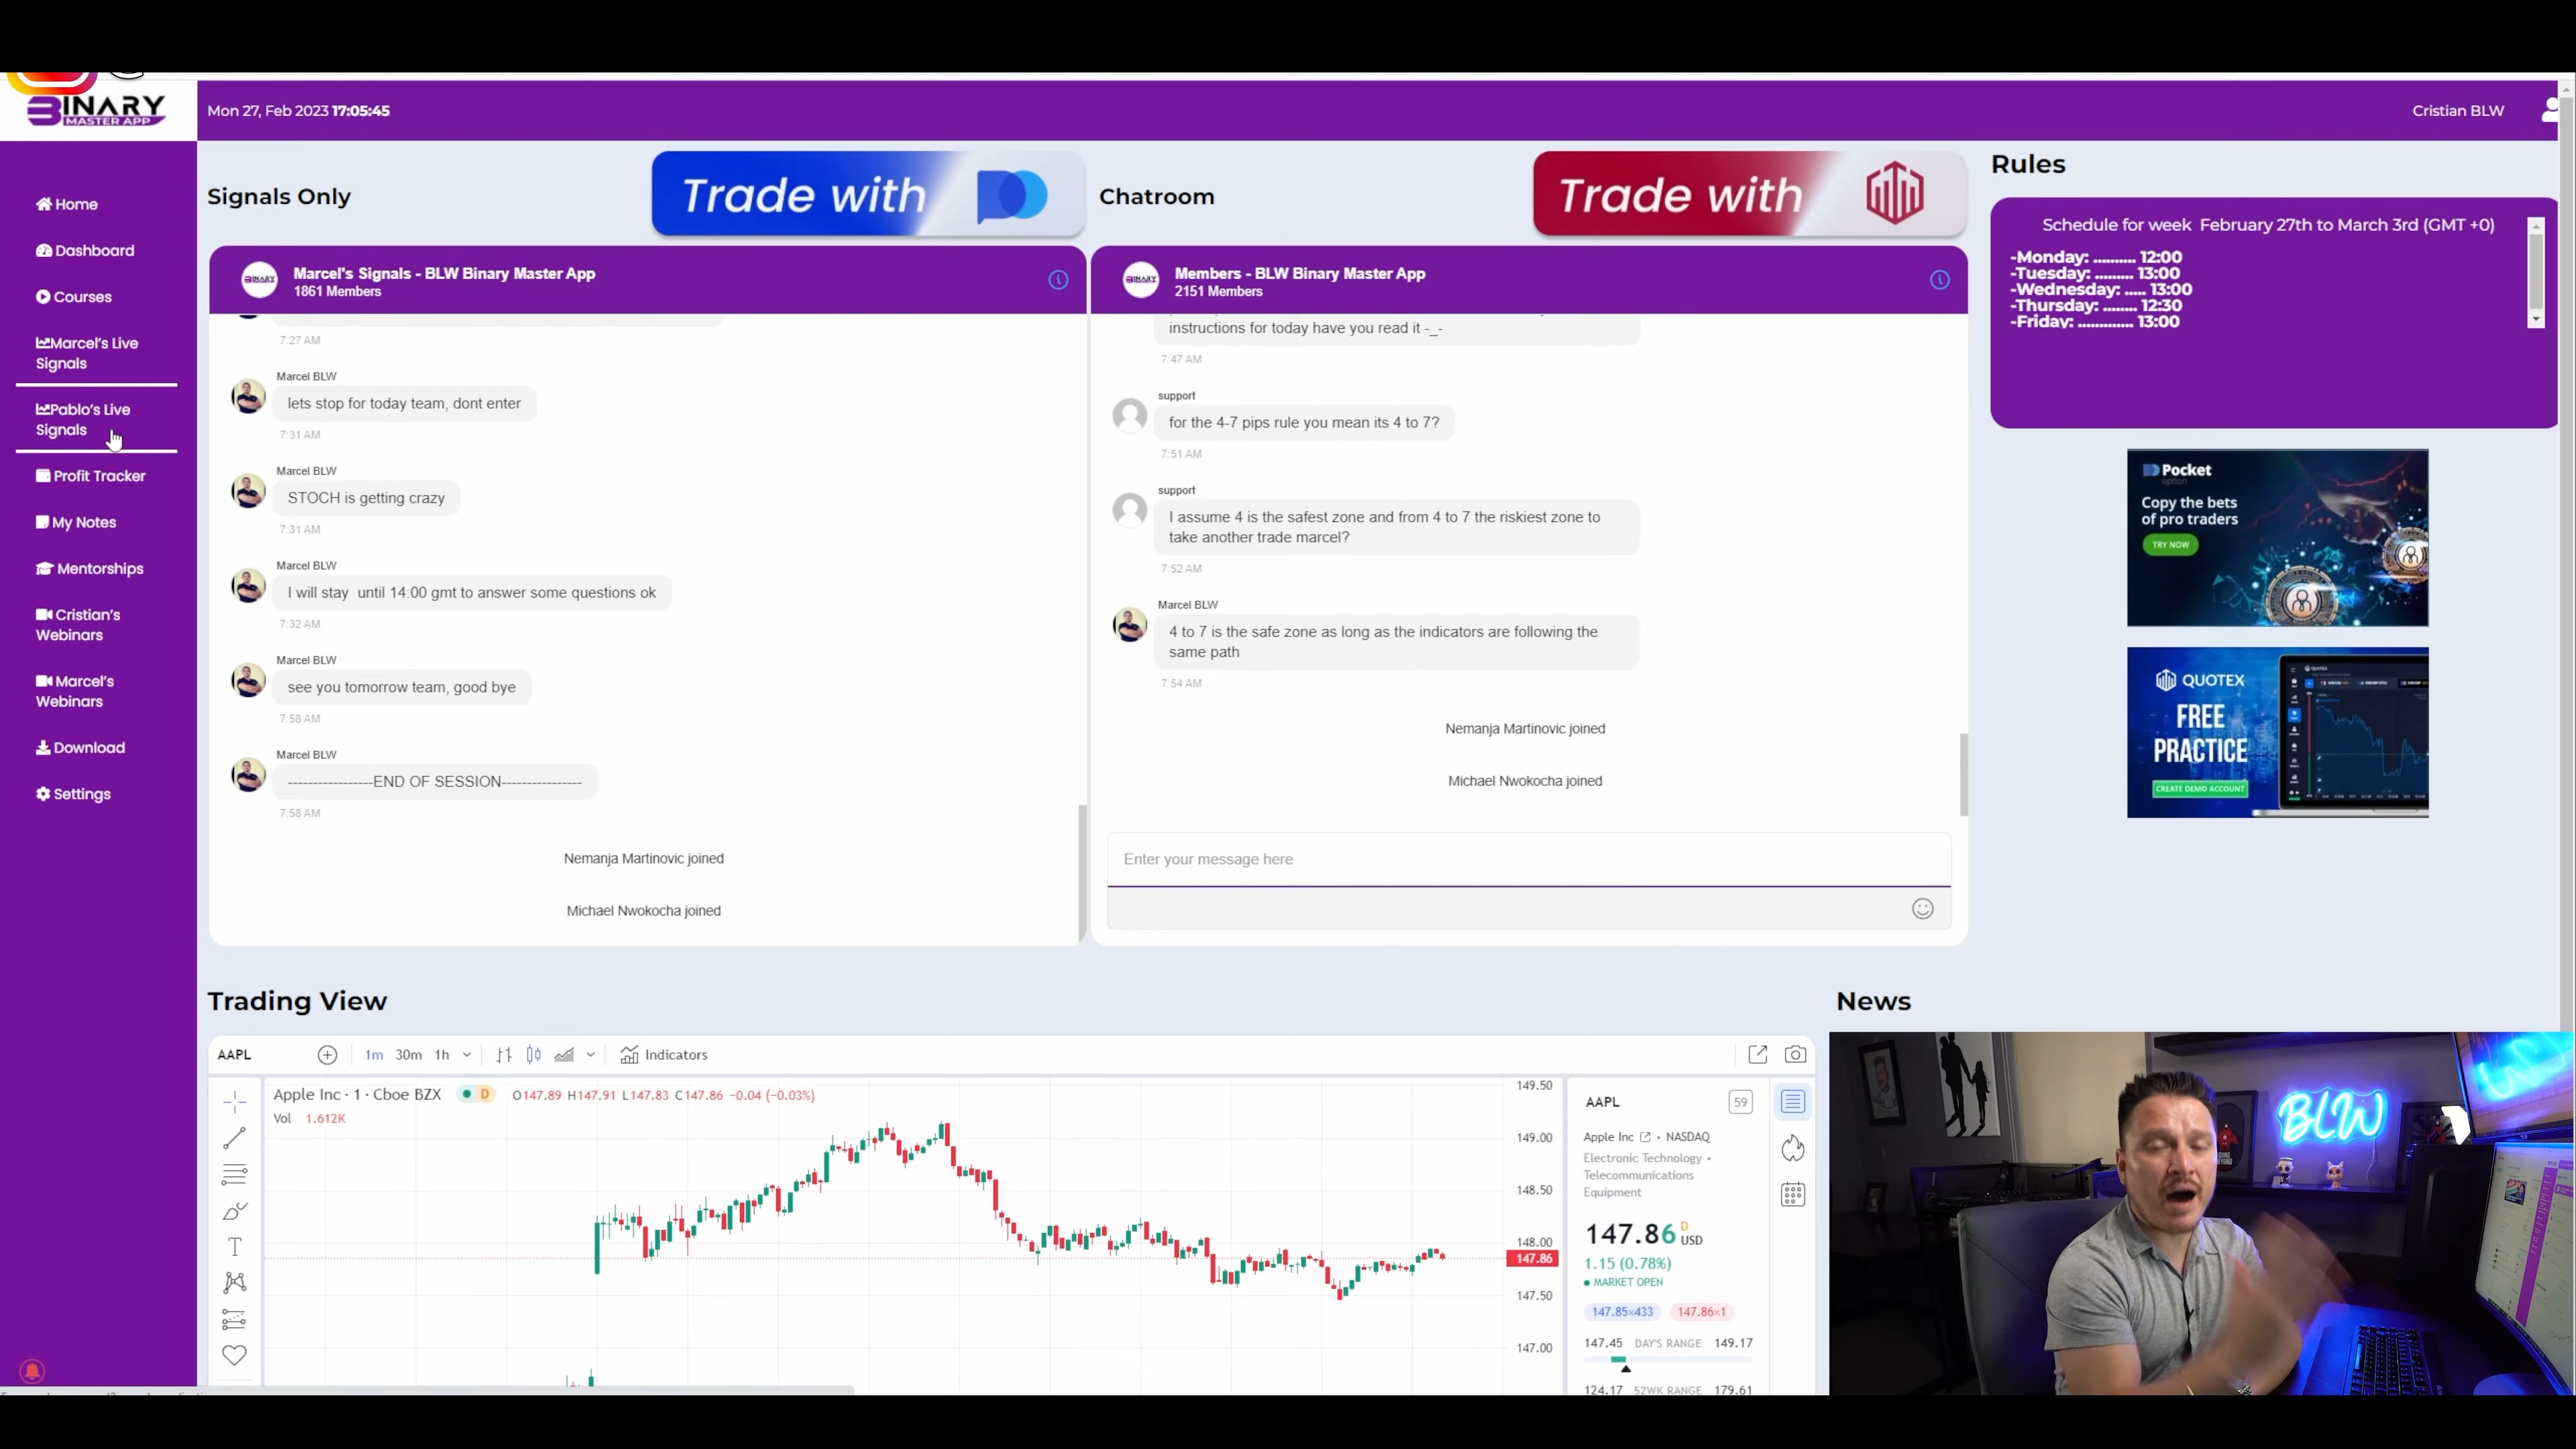 BINARY
MASTER APP
Mon 27, Feb 2023 17:05:45
Cristian BLW
Home
Dashboard
Courses
Marcel's Live
Signals
Pablo's Live
Signals
Profit Tracker
My Notes
Mentorships
Cristian's
Webinars
Marcel's
Webinars
Download
Settings
Signals Only
Trade with
Marcel's Signals - BLW Binary Master App
1861 Members
7:27 AM
Marcel BLW
lets stop for today team, dont enter
7:31 AM
Marcel BLW
STOCH is getting crazy
7:31 AM
Marcel BLW
I will stay until 14:00 gmt to answer some questions ok
7:32 AM
Marcel BLW
see you tomorrow team, good bye
7:58 AM
Marcel BLW
-----------------END OF SESSION----------------
7:58 AM
Nemanja Martinovic joined
Michael Nwokocha joined
Chatroom
Trade with
Members - BLW Binary Master App
2151 Members
instructions for today have you read it -_-
7:47 AM
support
for the 4-7 pips rule you mean its 4 to 7?
7:51 AM
support
I assume 4 is the safest zone and from 4 to 7 the riskiest zone to
take another trade marcel?
7:52 AM
Marcel BLW
4 to 7 is the safe zone as long as the indicators are following the
same path
7:54 AM
Nemanja Martinovic joined
Michael Nwokocha joined
Enter your message here
Rules
Schedule for week February 27th to March 3rd (GMT +0)
-Monday: .......... 12:00
-Tuesday: ......... 13:00
-Wednesday: ..... 13:00
-Thursday: ........ 12:30
-Friday: ............. 13:00
Pocket
option
Copy the bets
of pro traders
TRY NOW
QUOTEX
FREE
PRACTICE
CREATE DEMO ACCOUNT
Trading View
AAPL
1m 30m 1h
Indicators
Apple Inc · 1 · Cboe BZX
D
O147.89 H147.91 L147.83 C147.86 −0.04 (−0.03%)
Vol 1.612K
149.50
149.00
148.50
148.00
147.86
147.50
147.00
AAPL
59
Apple Inc • NASDAQ
Electronic Technology •
Telecommunications
Equipment
147.86 D
USD
1.15 (0.78%)
MARKET OPEN
147.85×433 147.86×1
147.45 DAY'S RANGE 149.17
124.17 52WK RANGE 179.61
News
BLW